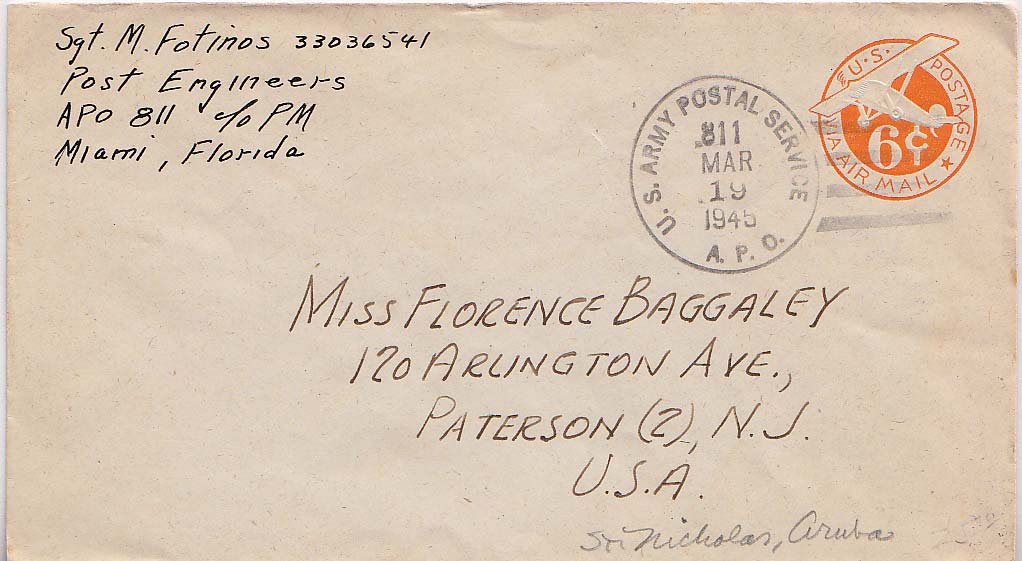 Sgt. M. Fotinos 33036541
Post Engineers
APO 811 c/o PM
Miami, Florida
U. S. ARMY POSTAL SERVICE
811
MAR
19
1945
A. P. O.
U.S. POSTAGE
6¢
VIA AIR MAIL
MISS FLORENCE BAGGALEY
120 ARLINGTON AVE.,
PATERSON (2), N.J.
U.S.A.
St. Nicholas, Aruba